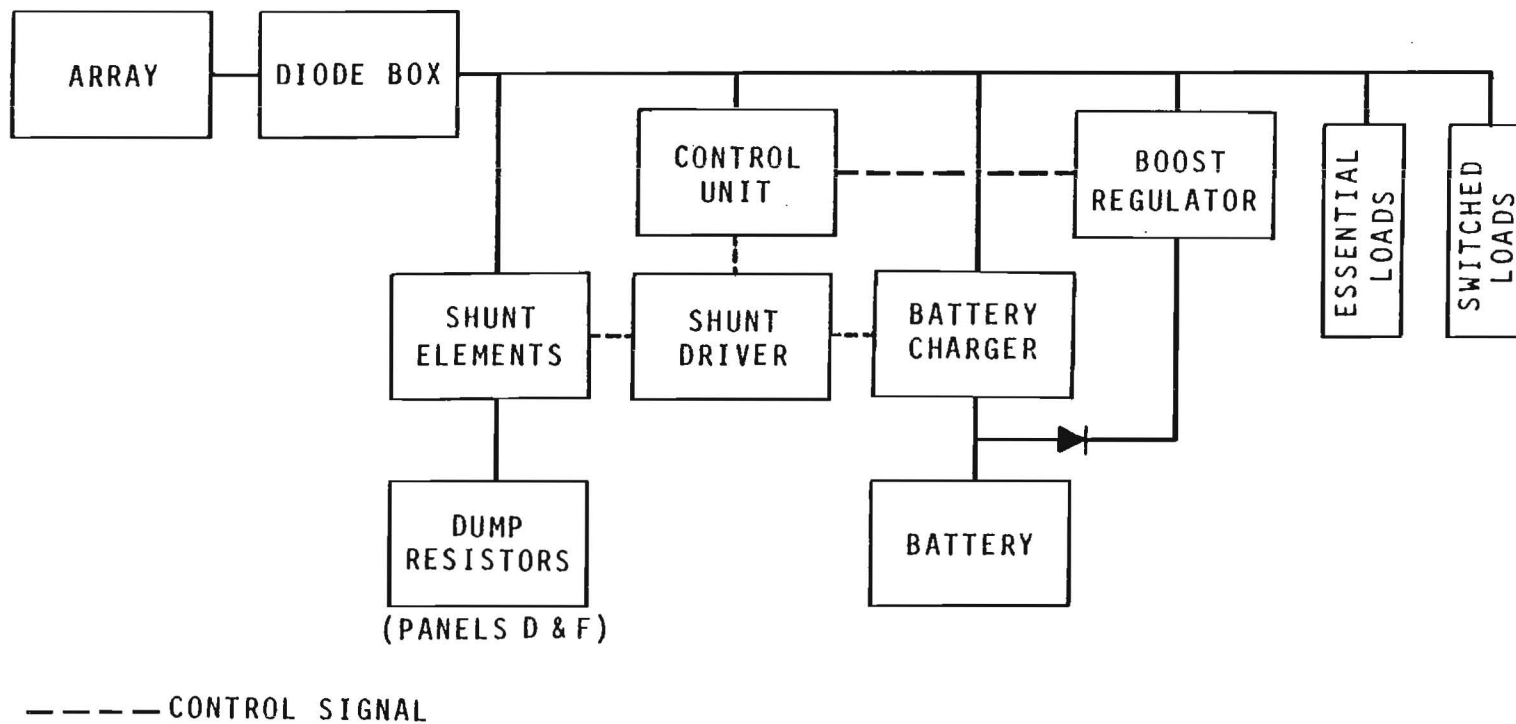 ARRAY
DIODE BOX
CONTROL
UNIT
BOOST
REGULATOR
ESSENTIAL
LOADS
SWITCHED
LOADS
SHUNT
ELEMENTS
SHUNT
DRIVER
BATTERY
CHARGER
DUMP
RESISTORS
(PANELS D & F)
BATTERY
CONTROL SIGNAL